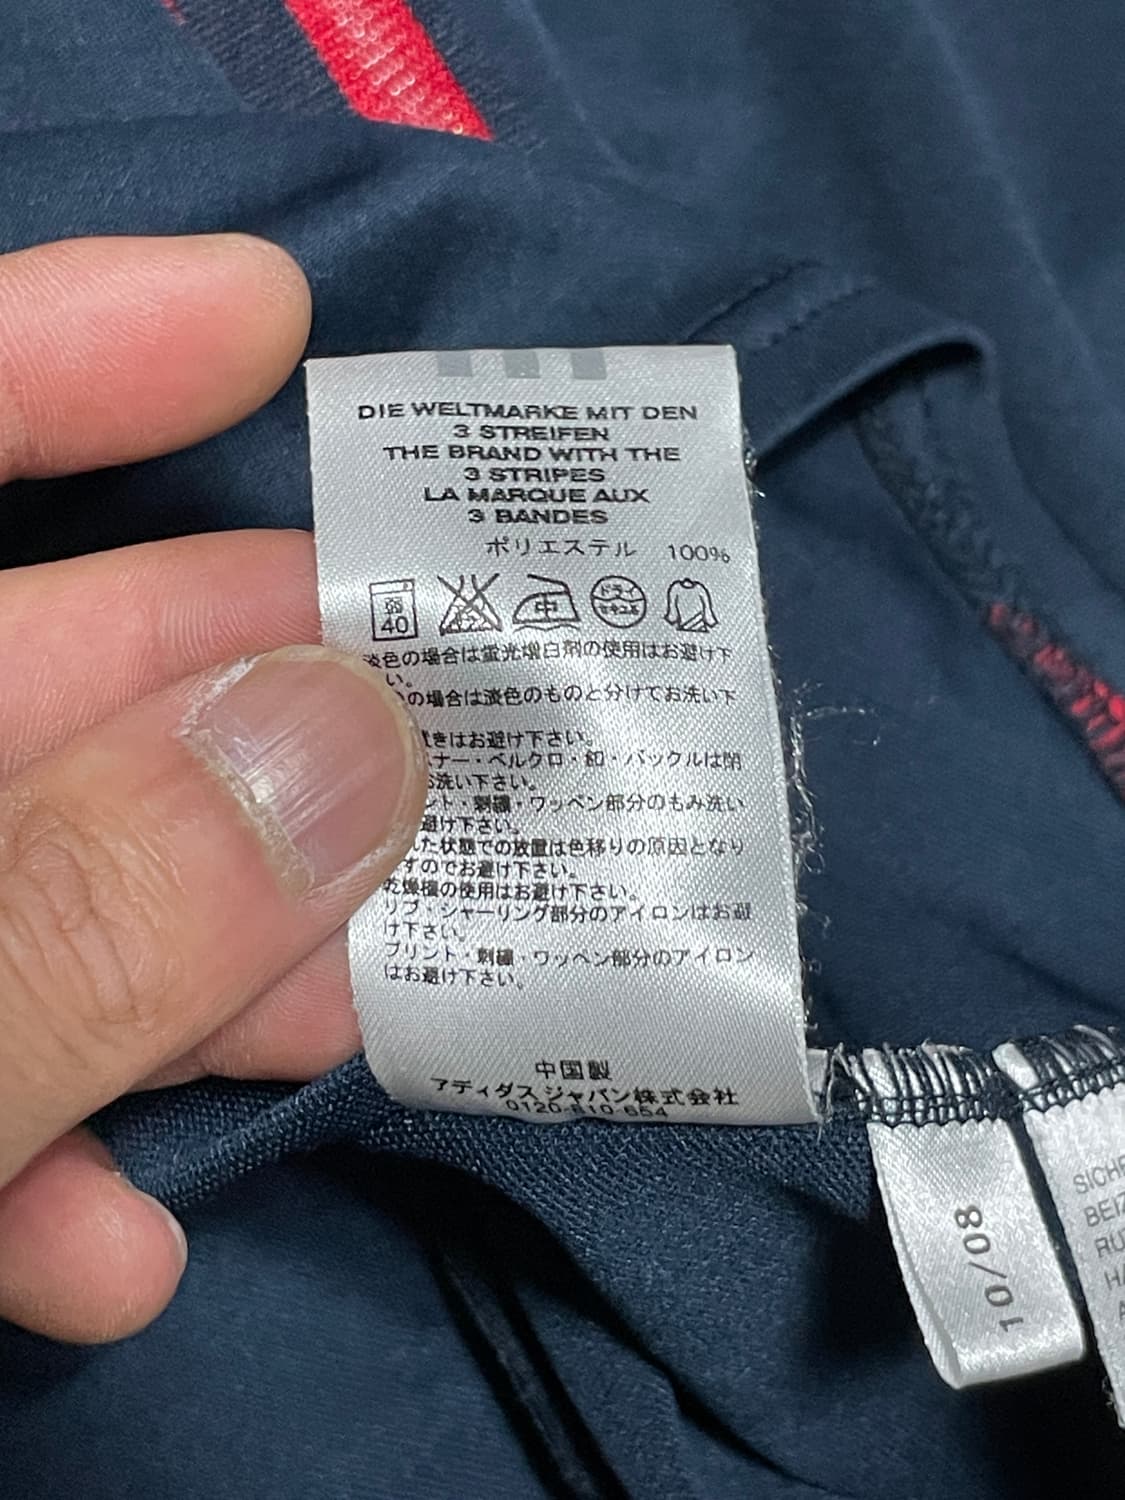 DIE WELTMARKE MIT DEN
3 STREIFEN
THE BRAND WITH THE
3 STRIPES
LA MARQUE AUX
3 BANDES
ポリエステル 100%
弱
40
中
ドライ
セキユ系
淡色の場合は蛍光増白剤の使用はお避け下
い。
の場合は淡色のものと分けてお洗い下
きはお避け下さい。
ナー・ベルクロ・釦・バックルは閉
お洗い下さい。
ント・刺繍・ワッペン部分のもみ洗い
避け下さい。
た状態での放置は色移りの原因となり
すのでお避け下さい。
乾燥機の使用はお避け下さい。
リブ・シャーリング部分のアイロンはお避
け下さい。
プリント・刺繍・ワッペン部分のアイロン
はお避け下さい。
中国製
アディダス ジャパン株式会社
0120-810-654
10/08
SICH
BEIZ
RU